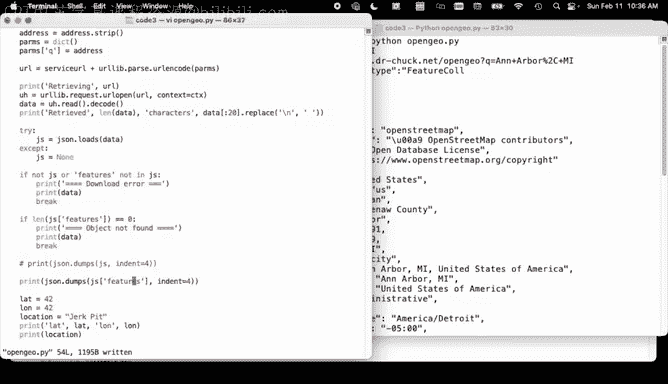 Terminal Shell Edit View Window Help
Sun Feb 11 10:36 AM
code3 — vi opengeo.py — 86×37
address = address.strip()
parms = dict()
parms['q'] = address
url = serviceurl + urllib.parse.urlencode(parms)
print('Retrieving', url)
uh = urllib.request.urlopen(url, context=ctx)
data = uh.read().decode()
print('Retrieved', len(data), 'characters', data[:20].replace('\n', ' '))
try:
js = json.loads(data)
except:
js = None
if not js or 'features' not in js:
print('==== Download error ===')
print(data)
break
if len(js['features']) == 0:
print('==== Object not found ====')
print(data)
break
# print(json.dumps(js, indent=4))
print(json.dumps(js['features'], indent=4))
lat = 42
lon = 42
location = "Jerk Pit"
print('lat', lat, 'lon', lon)
print(location)
"opengeo.py" 54L, 1195B written
code3 — Python opengeo.py — 83×30
python opengeo.py
MI
.dr-chuck.net/opengeo?q=Ann+Arbor%2C+MI
type":"FeatureColl
: "openstreetmap",
: "\u00a9 OpenStreetMap contributors",
Open Database License",
s://www.openstreetmap.org/copyright"
ed States",
"us",
an",
enaw County",
or",
91,
9,
MI",
city",
n Arbor, MI, United States of America",
"Ann Arbor, MI",
"United States of America",
ministrative",
e": "America/Detroit",
": "-05:00",